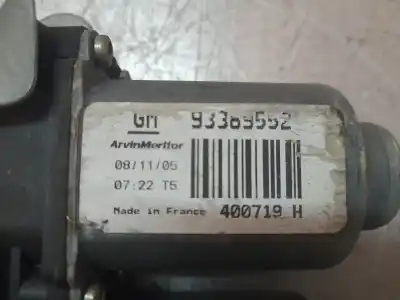 GM 93389552
ArvinMeritor
08/11/05
07:22 T5
Made in France 400719 H